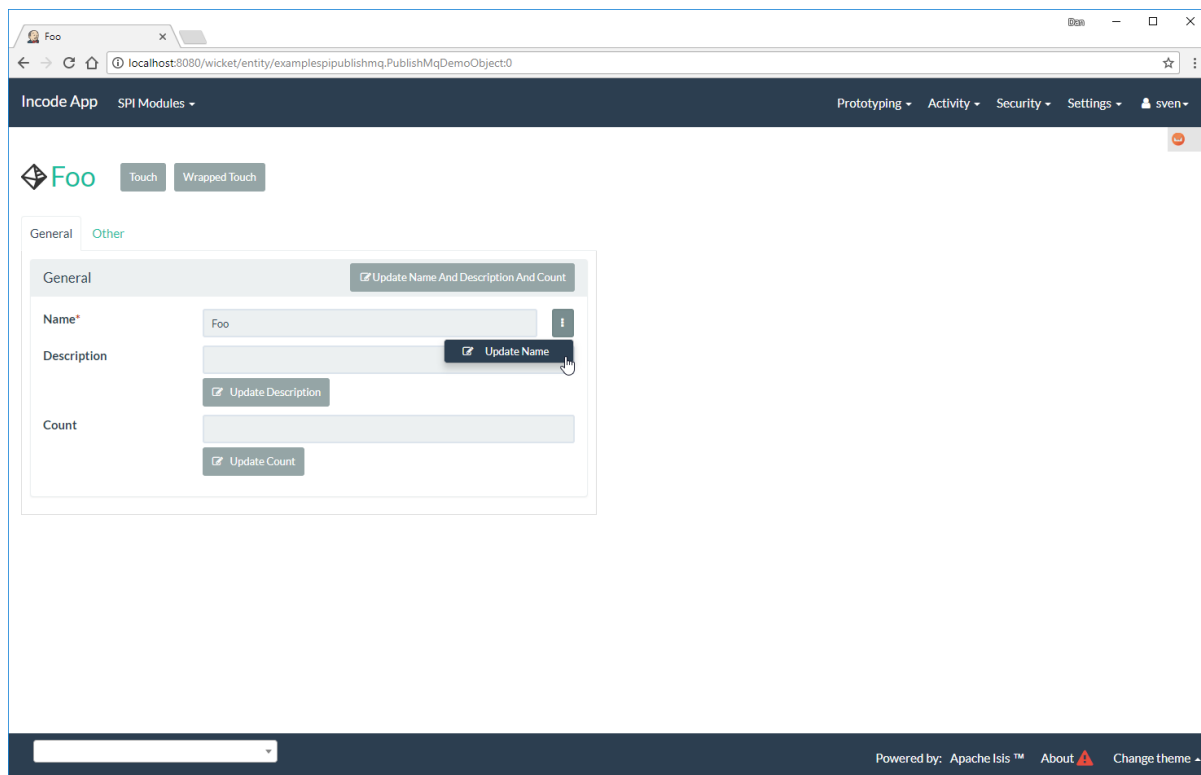 Dan
Foo
localhost:8080/wicket/entity/examplespipublishmq.PublishMqDemoObject:0
Incode App SPI Modules Prototyping Activity Security Settings sven
Foo Touch Wrapped Touch
General Other
General Update Name And Description And Count
Name* Foo
Update Name
Description
Update Description
Count
Update Count
Powered by: Apache Isis ™ About Change theme